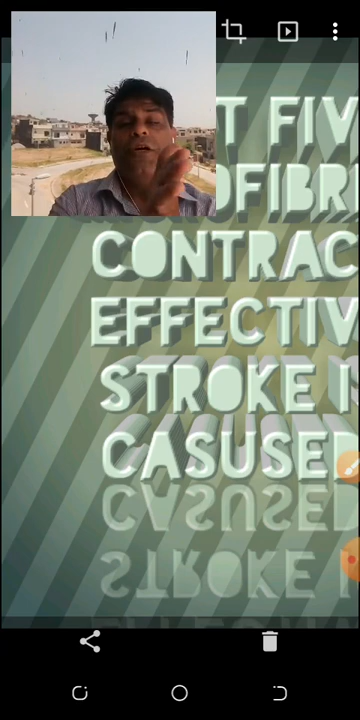 T FIV
OFIBRI
CONTRAC
EFFECTIV
STROKE I
CASUSED